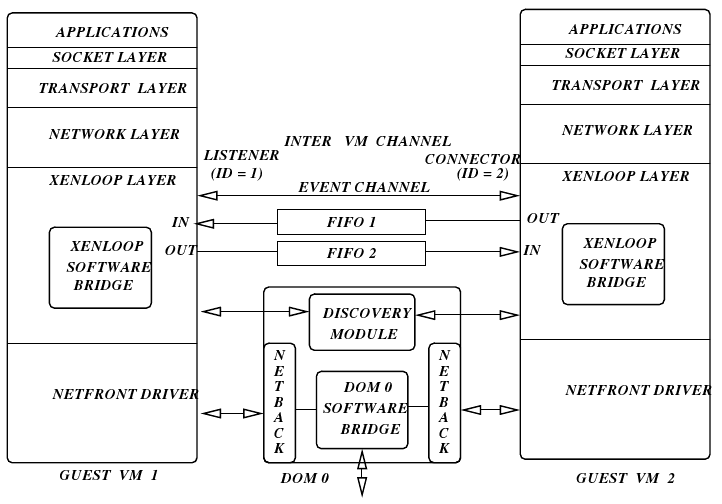 APPLICATIONS
SOCKET LAYER
TRANSPORT LAYER
NETWORK LAYER
XENLOOP LAYER
XENLOOP
SOFTWARE
BRIDGE
NETFRONT DRIVER
GUEST VM 1
INTER VM CHANNEL
LISTENER
(ID = 1)
CONNECTOR
(ID = 2)
EVENT CHANNEL
IN
FIFO 1
OUT
OUT
FIFO 2
IN
DISCOVERY
MODULE
NETBACK
DOM 0
SOFTWARE
BRIDGE
NETBACK
DOM 0
APPLICATIONS
SOCKET LAYER
TRANSPORT LAYER
NETWORK LAYER
XENLOOP LAYER
XENLOOP
SOFTWARE
BRIDGE
NETFRONT DRIVER
GUEST VM 2